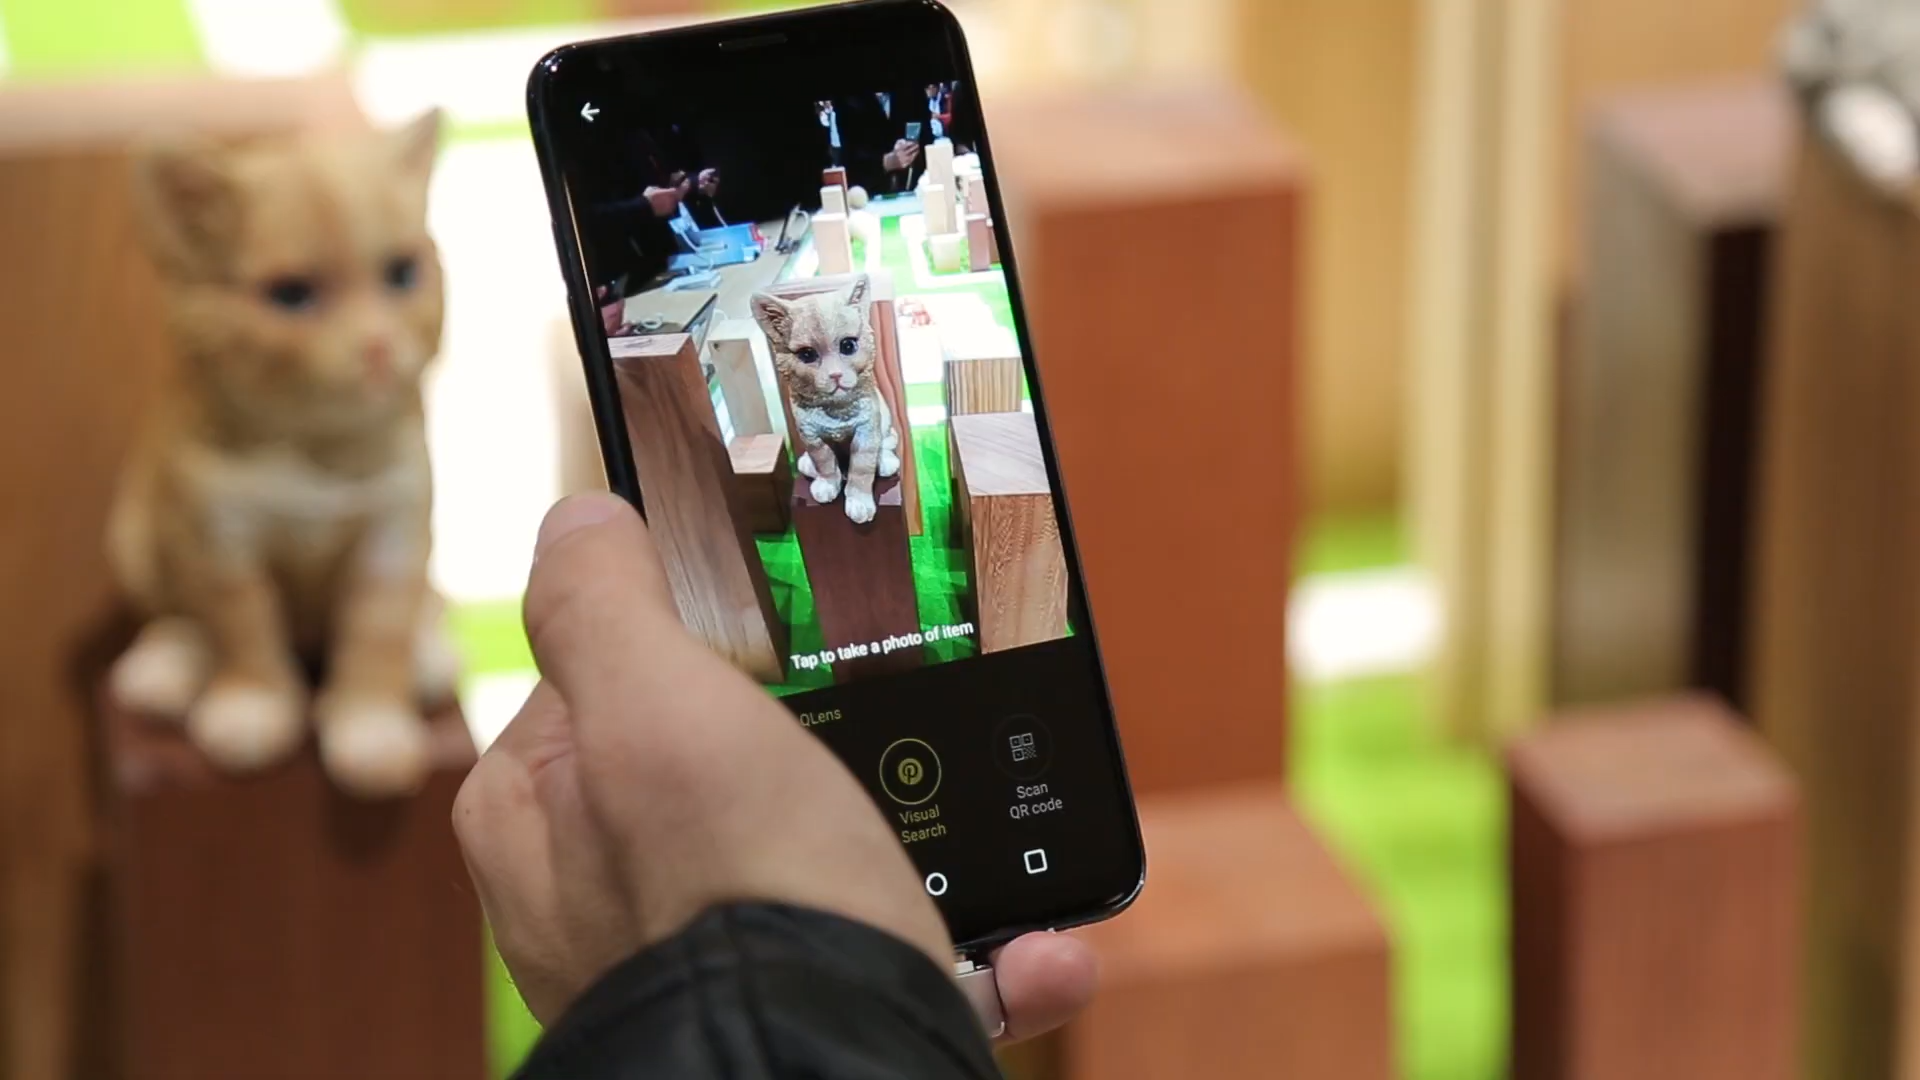 Tap to take a photo of item
QLens
Visual
Search
Scan
QR code